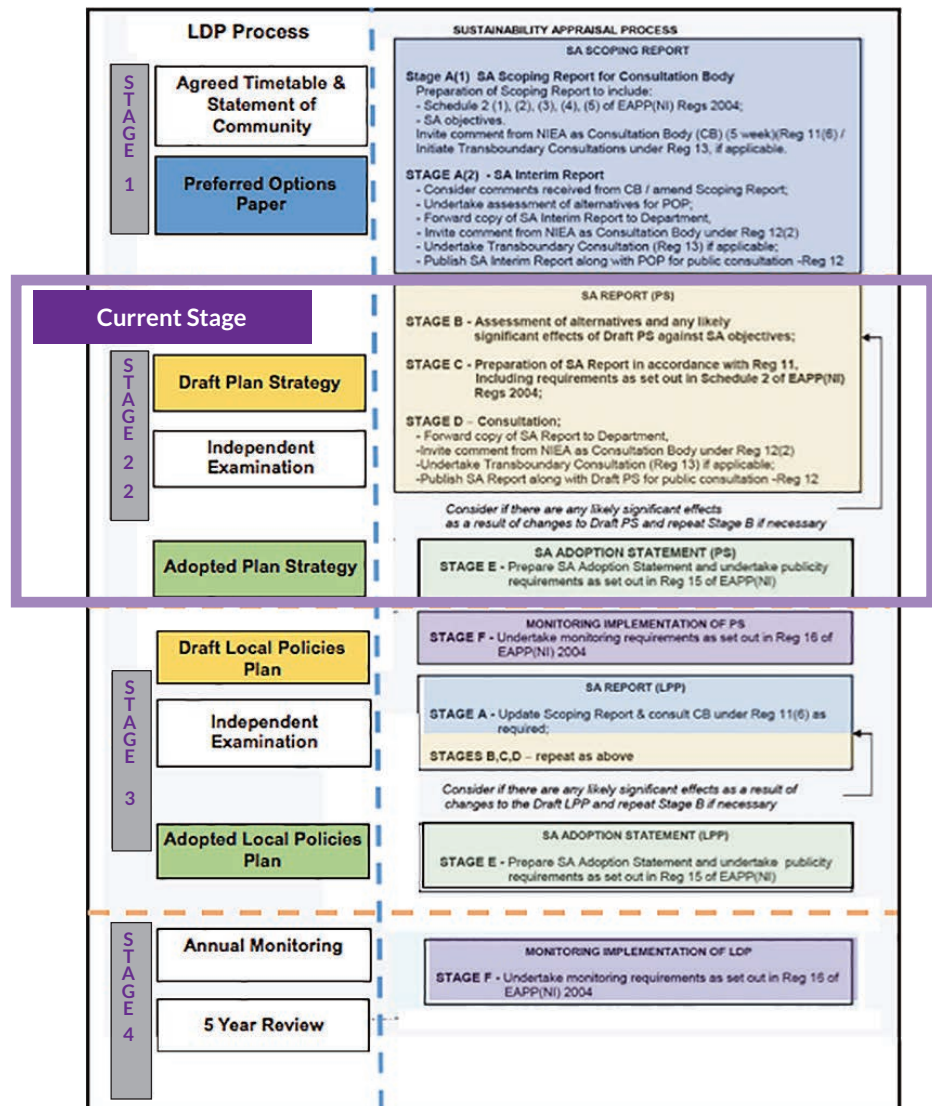 LDP Process
SUSTAINABILITY APPRAISAL PROCESS
STAGE 1
Agreed Timetable &
Statement of
Community
Preferred Options
Paper
SA SCOPING REPORT
Stage A(1) SA Scoping Report for Consultation Body
Preparation of Scoping Report to include:
- Schedule 2 (1), (2), (3), (4), (5) of EAPP(NI) Regs 2004;
- SA objectives.
Invite comment from NIEA as Consultation Body (CB) (5 week)(Reg 11(6) /
Initiate Transboundary Consultations under Reg 13, if applicable.
STAGE A(2) - SA Interim Report
- Consider comments received from CB / amend Scoping Report;
- Undertake assessment of alternatives for POP;
- Forward copy of SA Interim Report to Department,
- Invite comment from NIEA as Consultation Body under Reg 12(2)
- Undertake Transboundary Consultation (Reg 13) if applicable;
- Publish SA Interim Report along with POP for public consultation -Reg 12
Current Stage
STAGE 2 2
Draft Plan Strategy
Independent
Examination
Adopted Plan Strategy
SA REPORT (PS)
STAGE B - Assessment of alternatives and any likely
significant effects of Draft PS against SA objectives;
STAGE C - Preparation of SA Report in accordance with Reg 11,
Including requirements as set out in Schedule 2 of EAPP(NI)
Regs 2004;
STAGE D – Consultation;
- Forward copy of SA Report to Department,
-Invite comment from NIEA as Consultation Body under Reg 12(2)
-Undertake Transboundary Consultation (Reg 13) if applicable;
-Publish SA Report along with Draft PS for public consultation -Reg 12
Consider if there are any likely significant effects
as a result of changes to Draft PS and repeat Stage B if necessary
SA ADOPTION STATEMENT (PS)
STAGE E - Prepare SA Adoption Statement and undertake publicity
requirements as set out in Reg 15 of EAPP(NI)
STAGE 3
Draft Local Policies
Plan
Independent
Examination
Adopted Local Policies
Plan
MONITORING IMPLEMENTATION OF PS
STAGE F - Undertake monitoring requirements as set out in Reg 16 of
EAPP(NI) 2004
SA REPORT (LPP)
STAGE A - Update Scoping Report & consult CB under Reg 11(6) as
required;
STAGES B,C,D – repeat as above
Consider if there are any likely significant effects as a result of
changes to the Draft LPP and repeat Stage B if necessary
SA ADOPTION STATEMENT (LPP)
STAGE E - Prepare SA Adoption Statement and undertake publicity
requirements as set out in Reg 15 of EAPP(NI)
STAGE 4
Annual Monitoring
5 Year Review
MONITORING IMPLEMENTATION OF LDP
STAGE F - Undertake monitoring requirements as set out in Reg 16 of
EAPP(NI) 2004